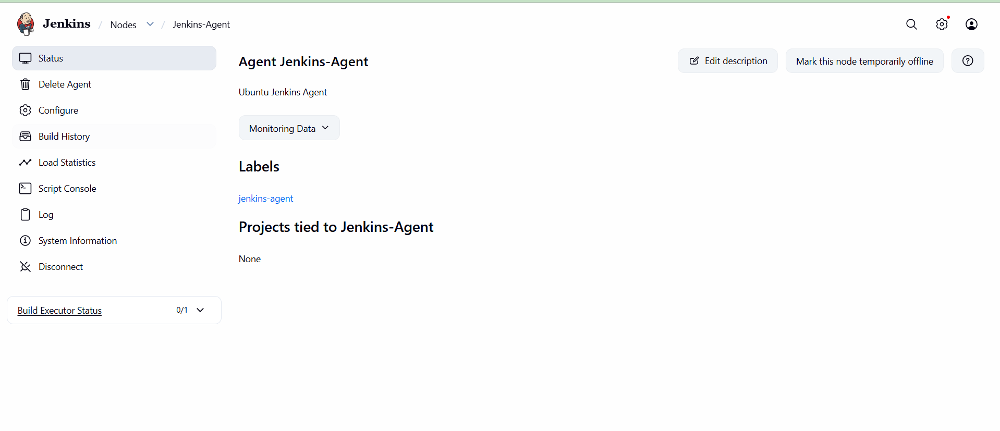 Jenkins / Nodes / Jenkins-Agent
Status
Delete Agent
Configure
Build History
Load Statistics
Script Console
Log
System Information
Disconnect
Build Executor Status 0/1
Agent Jenkins-Agent
Edit description
Mark this node temporarily offline
Ubuntu Jenkins Agent
Monitoring Data
Labels
jenkins-agent
Projects tied to Jenkins-Agent
None